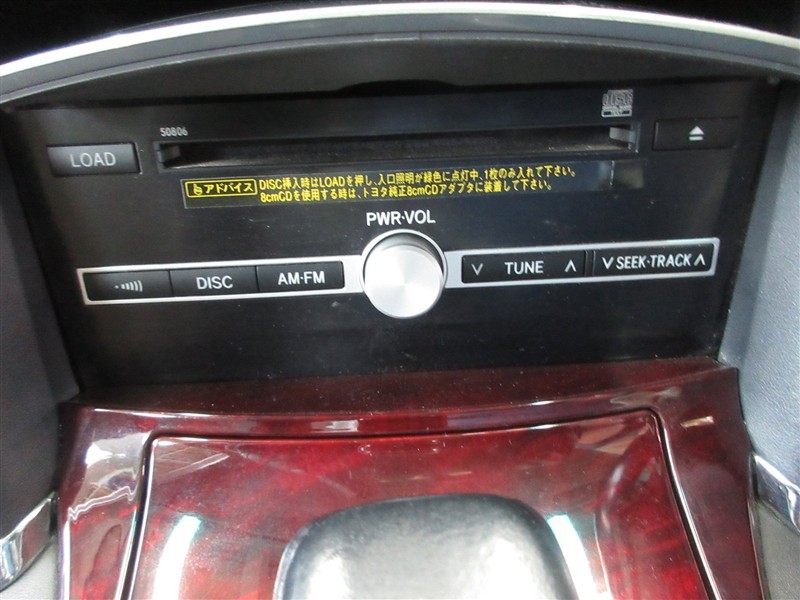 50806
LOAD
アドバイス
DISC挿入時はLOADを押し、入口照明が緑色に点灯中、1枚のみ入れて下さい。
8cmCDを使用する時は、トヨタ純正8cmCDアダプタに装着して下さい。
PWR·VOL
DISC
AM·FM
TUNE
SEEK·TRACK